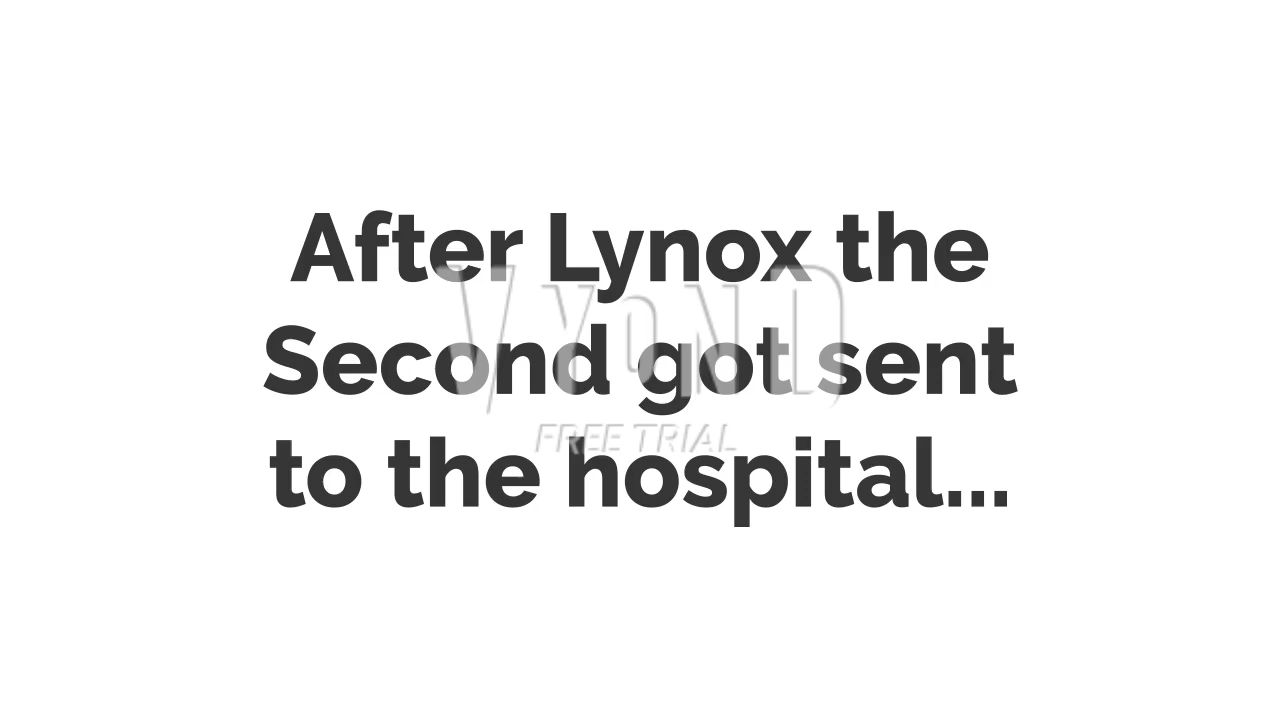 After Lynox the
Second got sent
to the hospital...
VYOND
FREE TRIAL